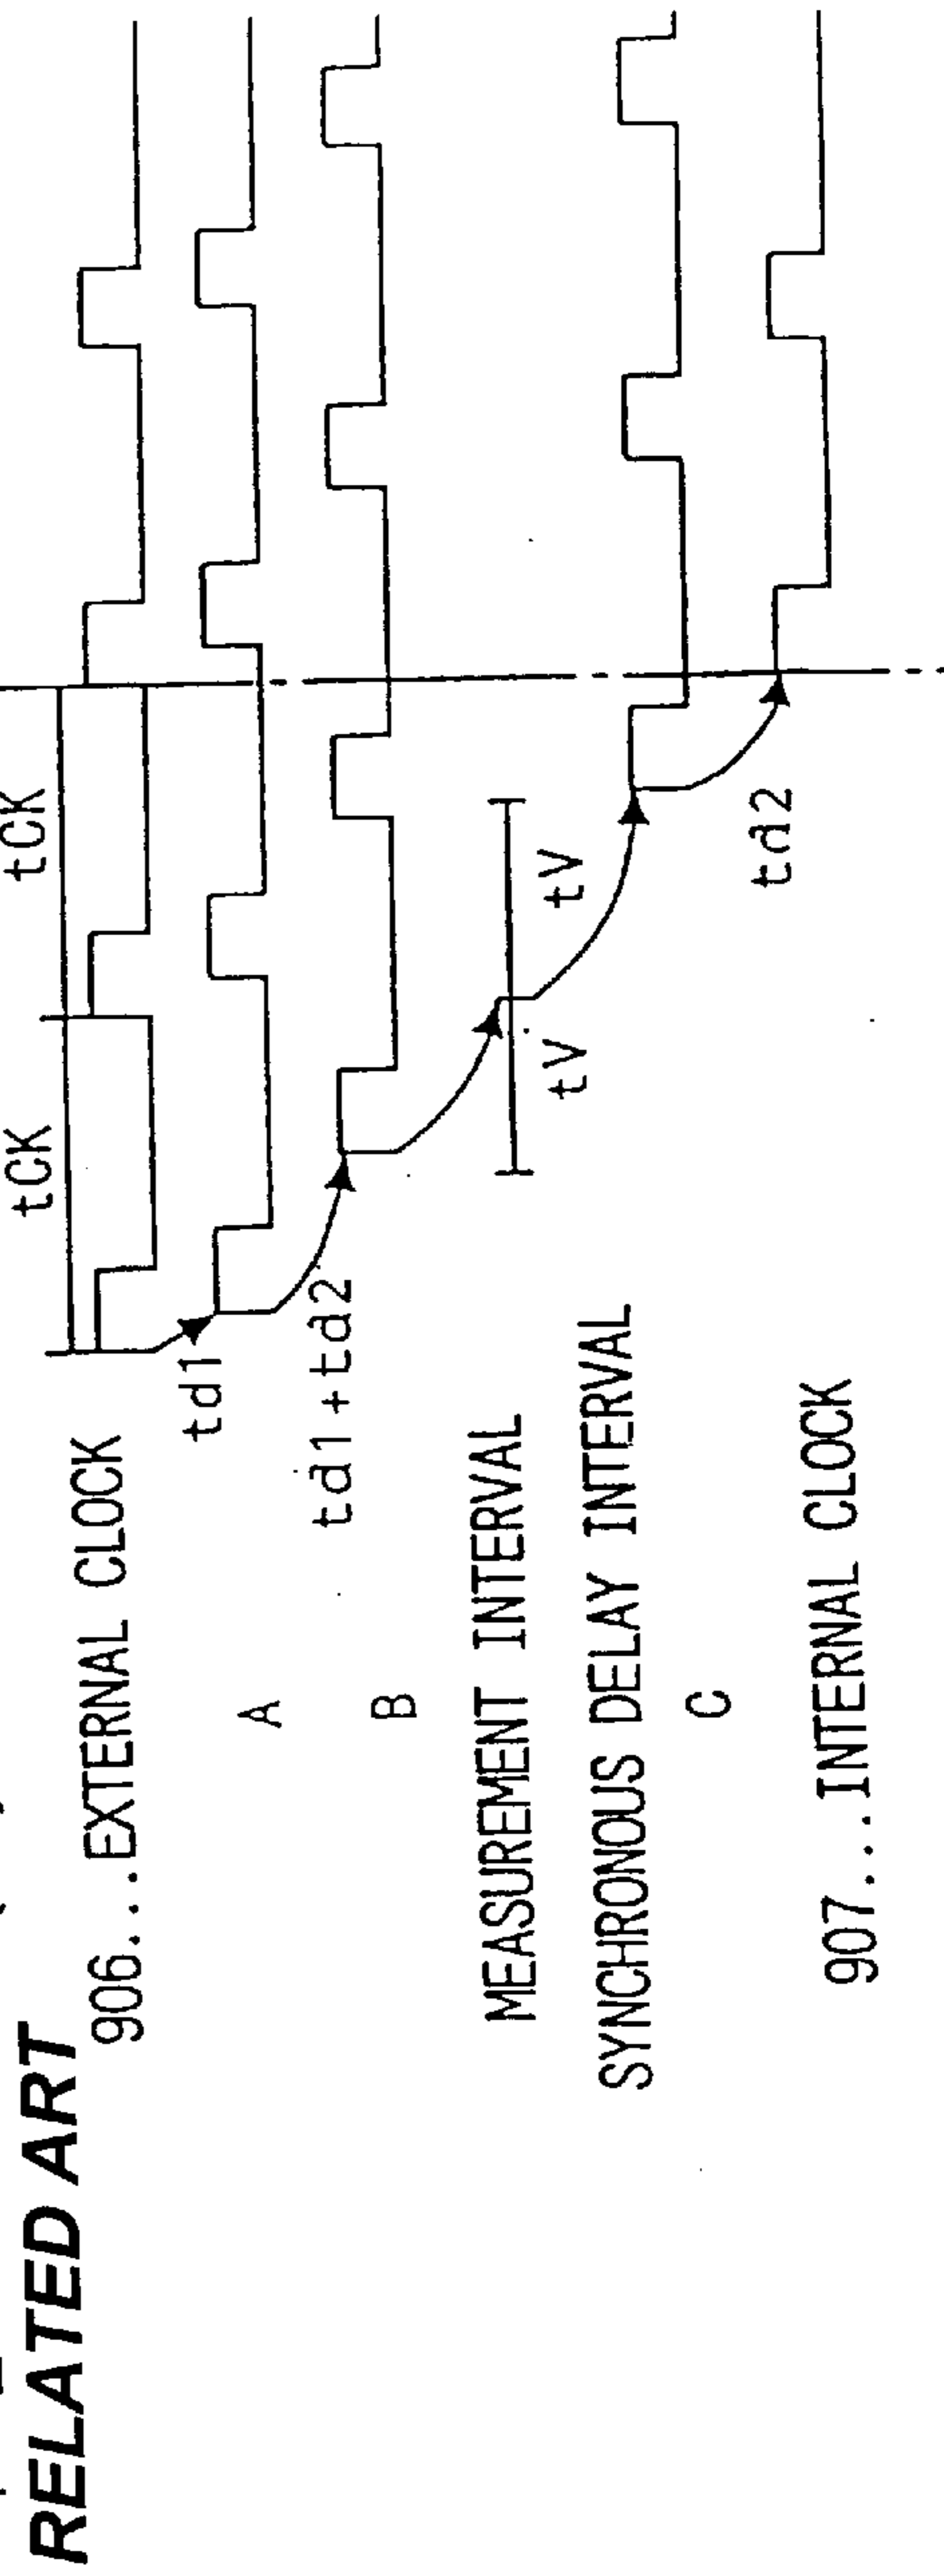 RELATED ART
tCK tCK
906...EXTERNAL CLOCK
td1
A
td1+td2
B
MEASUREMENT INTERVAL
tV tV
SYNCHRONOUS DELAY INTERVAL
C
td2
907...INTERNAL CLOCK